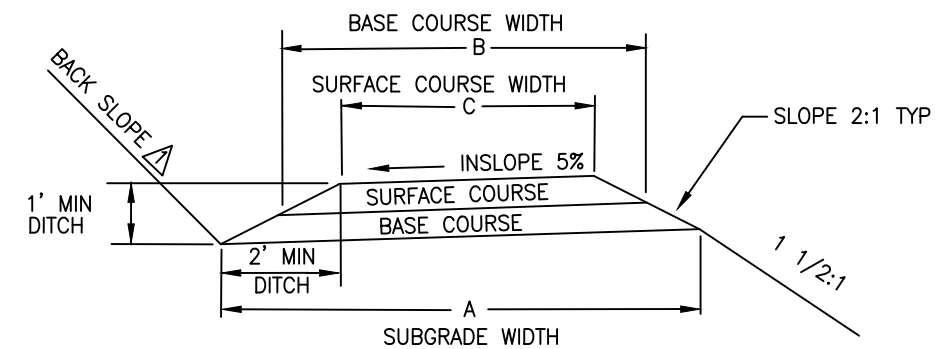 BASE COURSE WIDTH
B
SURFACE COURSE WIDTH
C
BACK SLOPE 1
SLOPE 2:1 TYP
INSLOPE 5%
SURFACE COURSE
BASE COURSE
1' MIN
DITCH
2' MIN
DITCH
1 1/2:1
A
SUBGRADE WIDTH